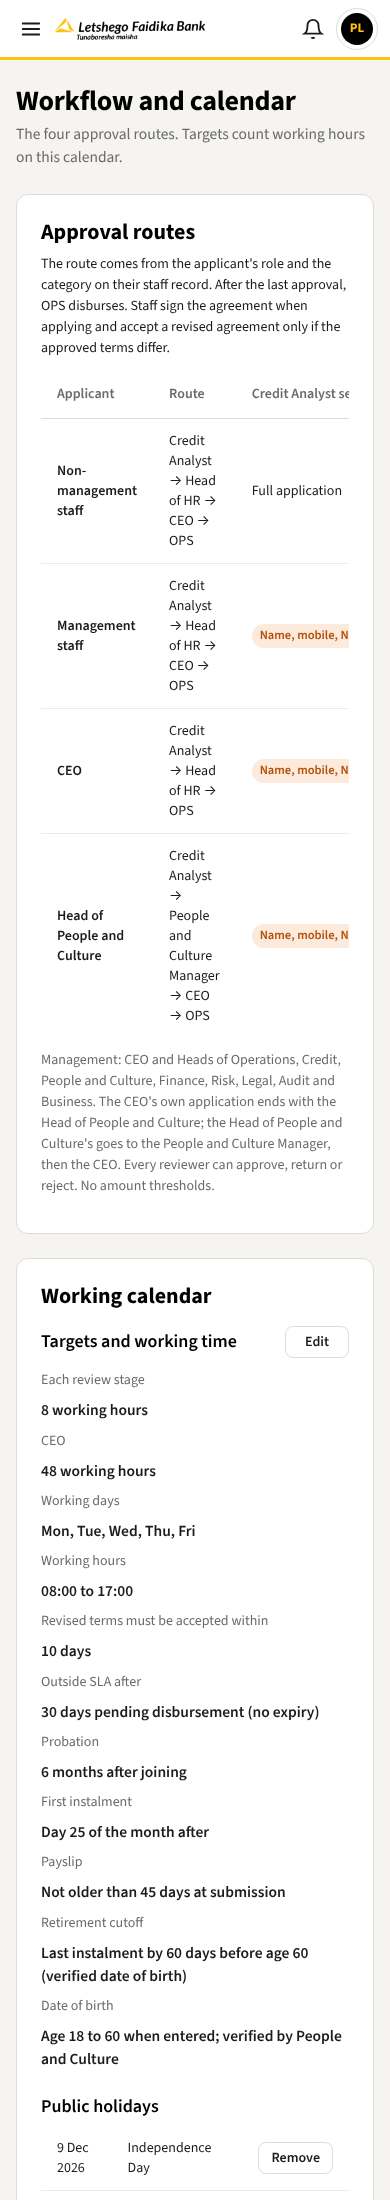 Letshego Faidika Bank
Tunaboresha maisha
PL
Workflow and calendar
The four approval routes. Targets count working hours
on this calendar.
Approval routes
The route comes from the applicant's role and the
category on their staff record. After the last approval,
OPS disburses. Staff sign the agreement when
applying and accept a revised agreement only if the
approved terms differ.
Applicant Route Credit Analyst se
Non-
management
staff
Credit
Analyst
→ Head
of HR →
CEO →
OPS
Full application
Management
staff
Credit
Analyst
→ Head
of HR →
CEO →
OPS
Name, mobile, N
CEO
Credit
Analyst
→ Head
of HR →
OPS
Name, mobile, N
Head of
People and
Culture
Credit
Analyst
→
People
and
Culture
Manager
→ CEO
→ OPS
Name, mobile, N
Management: CEO and Heads of Operations, Credit,
People and Culture, Finance, Risk, Legal, Audit and
Business. The CEO's own application ends with the
Head of People and Culture; the Head of People and
Culture's goes to the People and Culture Manager,
then the CEO. Every reviewer can approve, return or
reject. No amount thresholds.
Working calendar
Targets and working time
Edit
Each review stage
8 working hours
CEO
48 working hours
Working days
Mon, Tue, Wed, Thu, Fri
Working hours
08:00 to 17:00
Revised terms must be accepted within
10 days
Outside SLA after
30 days pending disbursement (no expiry)
Probation
6 months after joining
First instalment
Day 25 of the month after
Payslip
Not older than 45 days at submission
Retirement cutoff
Last instalment by 60 days before age 60
(verified date of birth)
Date of birth
Age 18 to 60 when entered; verified by People
and Culture
Public holidays
9 Dec
2026
Independence
Day
Remove